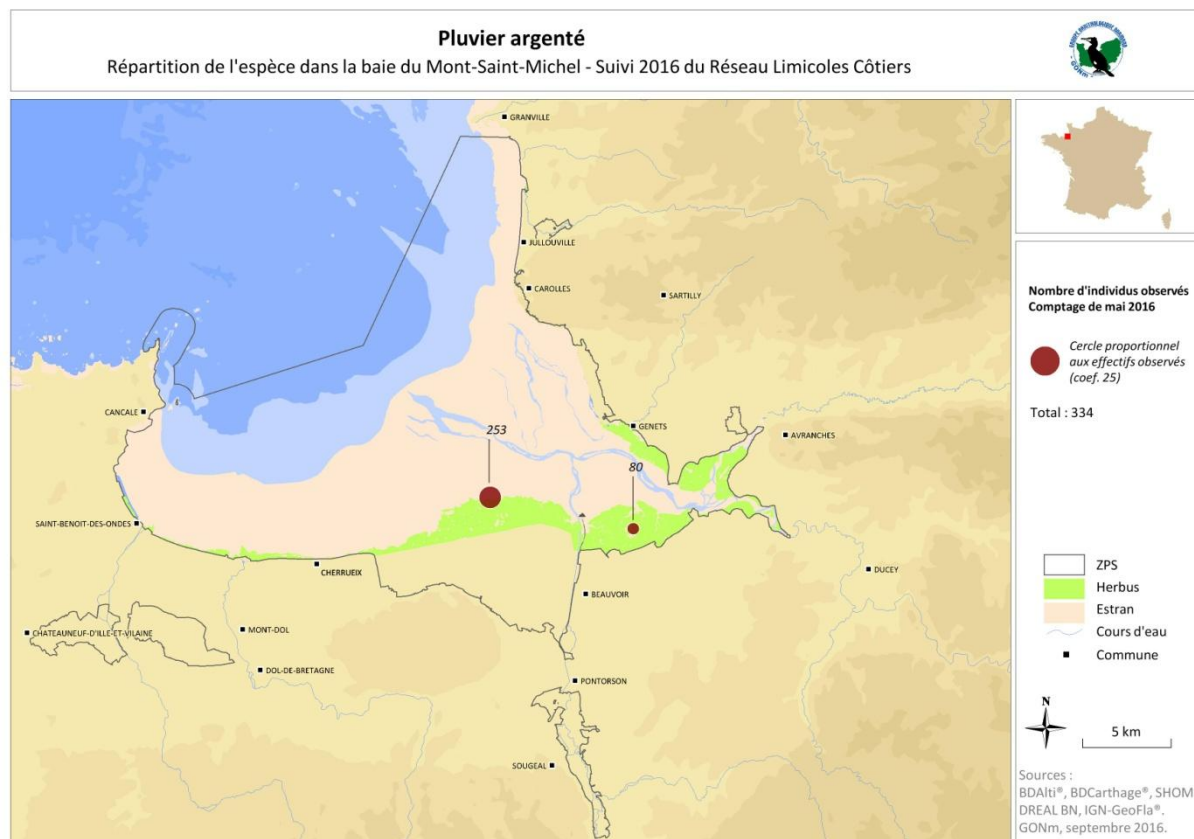 Pluvier argenté
Répartition de l'espèce dans la baie du Mont-Saint-Michel - Suivi 2016 du Réseau Limicoles Côtiers
GONm
GRANVILLE
JULLOUVILLE
CAROLLES
SARTILLY
CANCALE
GENETS
AVRANCHES
253
80
SAINT-BENOIT-DES-ONDES
CHERRUEIX
DUCEY
BEAUVOIR
CHATEAUNEUF-D'ILLE-ET-VILAINE
MONT-DOL
DOL-DE-BRETAGNE
PONTORSON
SOUGEAL
Nombre d'individus observés
Comptage de mai 2016
Cercle proportionnel
aux effectifs observés
(coef. 25)
Total : 334
ZPS
Herbus
Estran
Cours d'eau
Commune
N
5 km
Sources :
BDAlti®, BDCarthage®, SHOM
DREAL BN, IGN-GeoFla®.
GONm, septembre 2016.